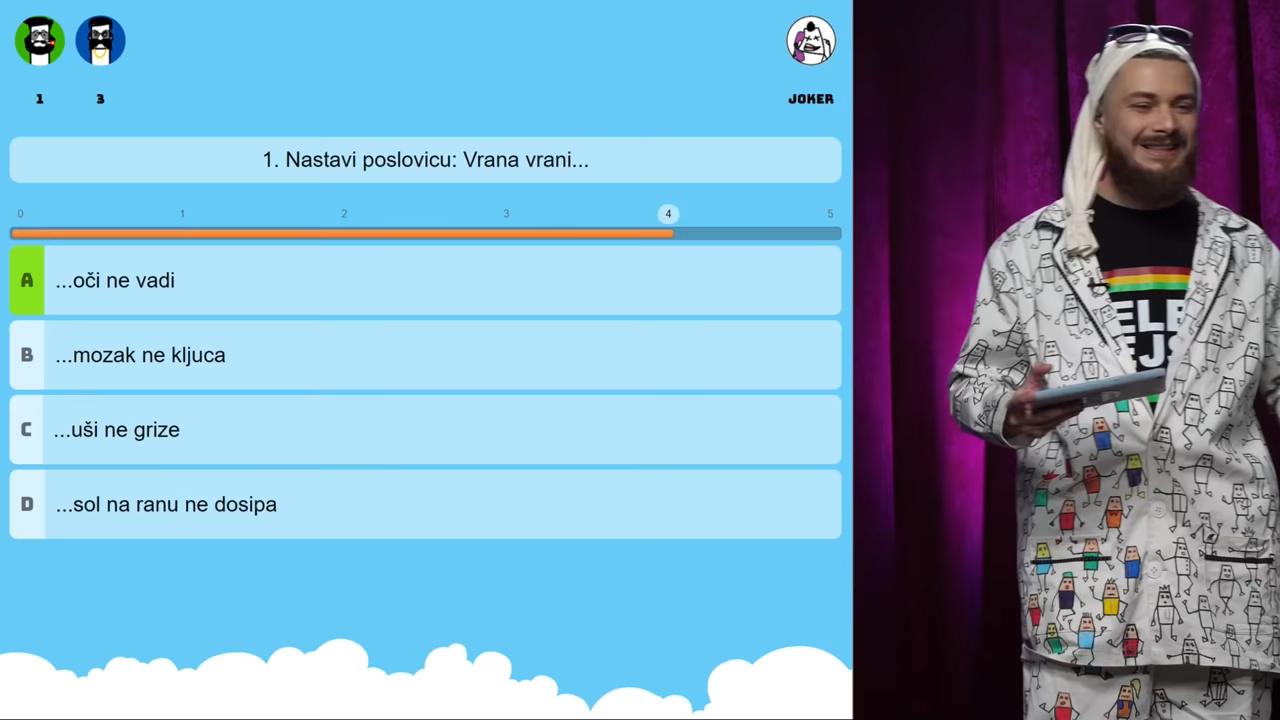 1 3 JOKER
1. Nastavi poslovicu: Vrana vrani...
0 1 2 3 4 5
A ...oči ne vadi
B ...mozak ne kljuca
C ...uši ne grize
D ...sol na ranu ne dosipa